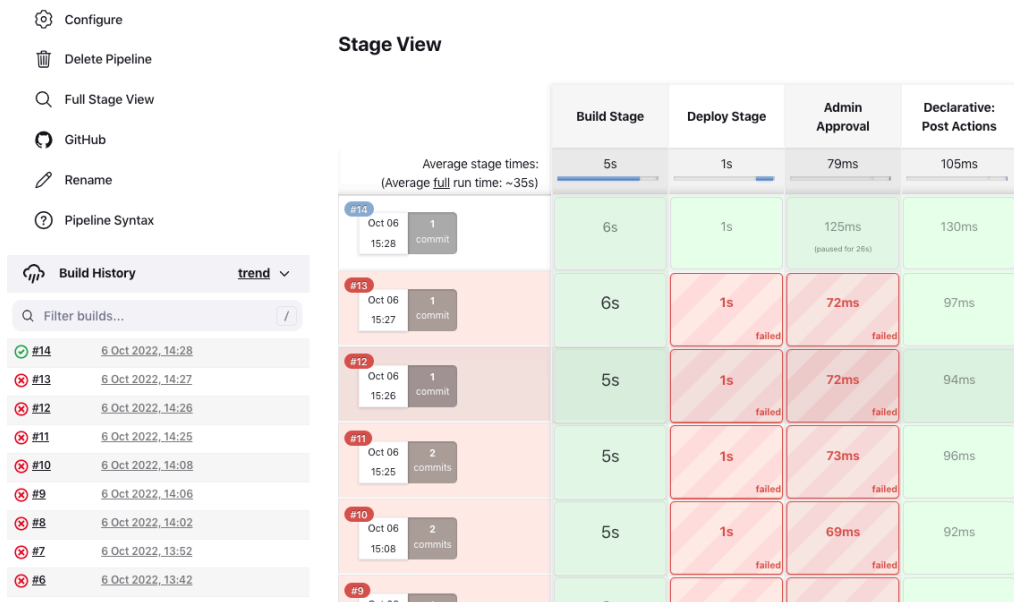 Configure
Delete Pipeline
Full Stage View
GitHub
Rename
Pipeline Syntax
Build History trend
Filter builds... /
#14 6 Oct 2022, 14:28
#13 6 Oct 2022, 14:27
#12 6 Oct 2022, 14:26
#11 6 Oct 2022, 14:25
#10 6 Oct 2022, 14:08
#9 6 Oct 2022, 14:06
#8 6 Oct 2022, 14:02
#7 6 Oct 2022, 13:52
#6 6 Oct 2022, 13:42
Stage View
Build Stage
Deploy Stage
Admin
Approval
Declarative:
Post Actions
Average stage times:
(Average full run time: ~35s)
5s 1s 79ms 105ms
#14
Oct 06
15:28
1
commit
6s 1s 125ms 130ms
(paused for 26s)
#13
Oct 06
15:27
1
commit
6s 1s 72ms 97ms
failed failed
#12
Oct 06
15:26
1
commit
5s 1s 72ms 94ms
failed failed
#11
Oct 06
15:25
2
commits
5s 1s 73ms 96ms
failed failed
#10
Oct 06
15:08
2
commits
5s 1s 69ms 92ms
failed failed
#9